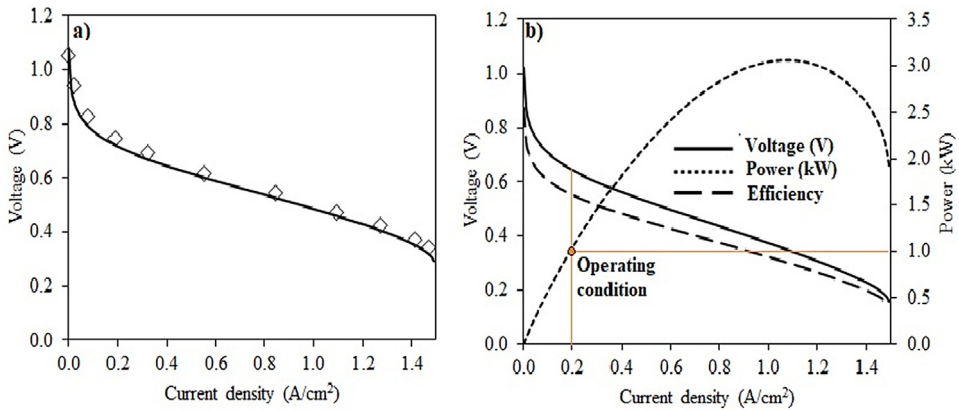 a)
1.2
1.0
0.8
0.6
0.4
0.2
0.0
Voltage (V)
0.0 0.2 0.4 0.6 0.8 1.0 1.2 1.4
Current density (A/cm²)
b)
1.2
1.0
0.8
0.6
0.4
0.2
0.0
Voltage (V)
Power (kW)
Efficiency
Operating
condition
3.5
3.0
2.5
2.0
1.5
1.0
0.5
0.0
Power (kW)
Voltage (V)
0.0 0.2 0.4 0.6 0.8 1.0 1.2 1.4
Current density (A/cm²)